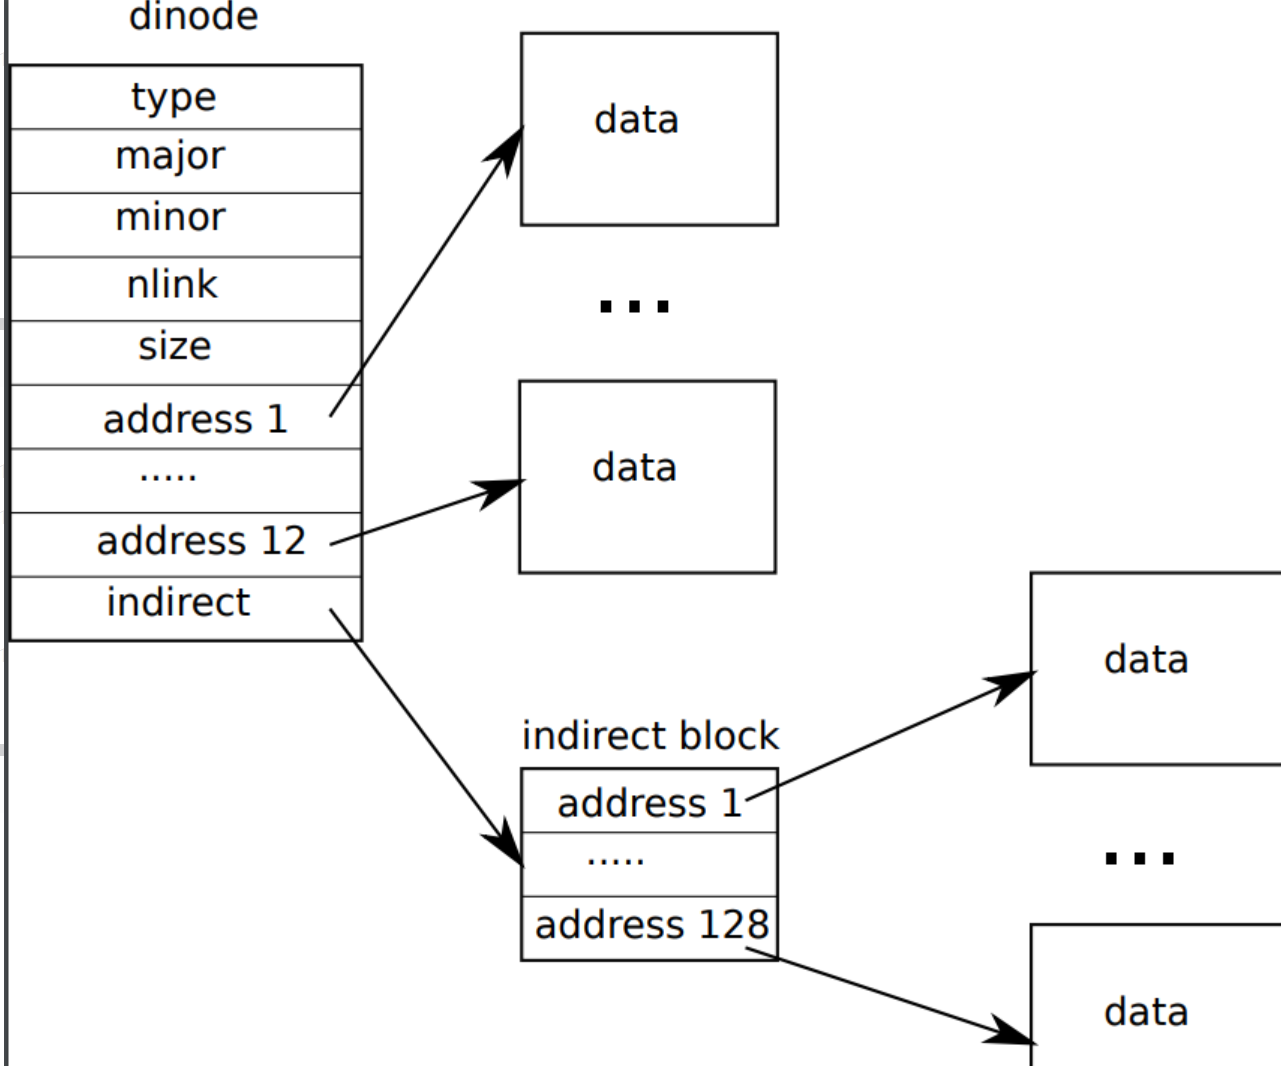 dinode
type
major
minor
nlink
size
address 1
.....
address 12
indirect
data
...
data
indirect block
address 1
.....
address 128
data
...
data